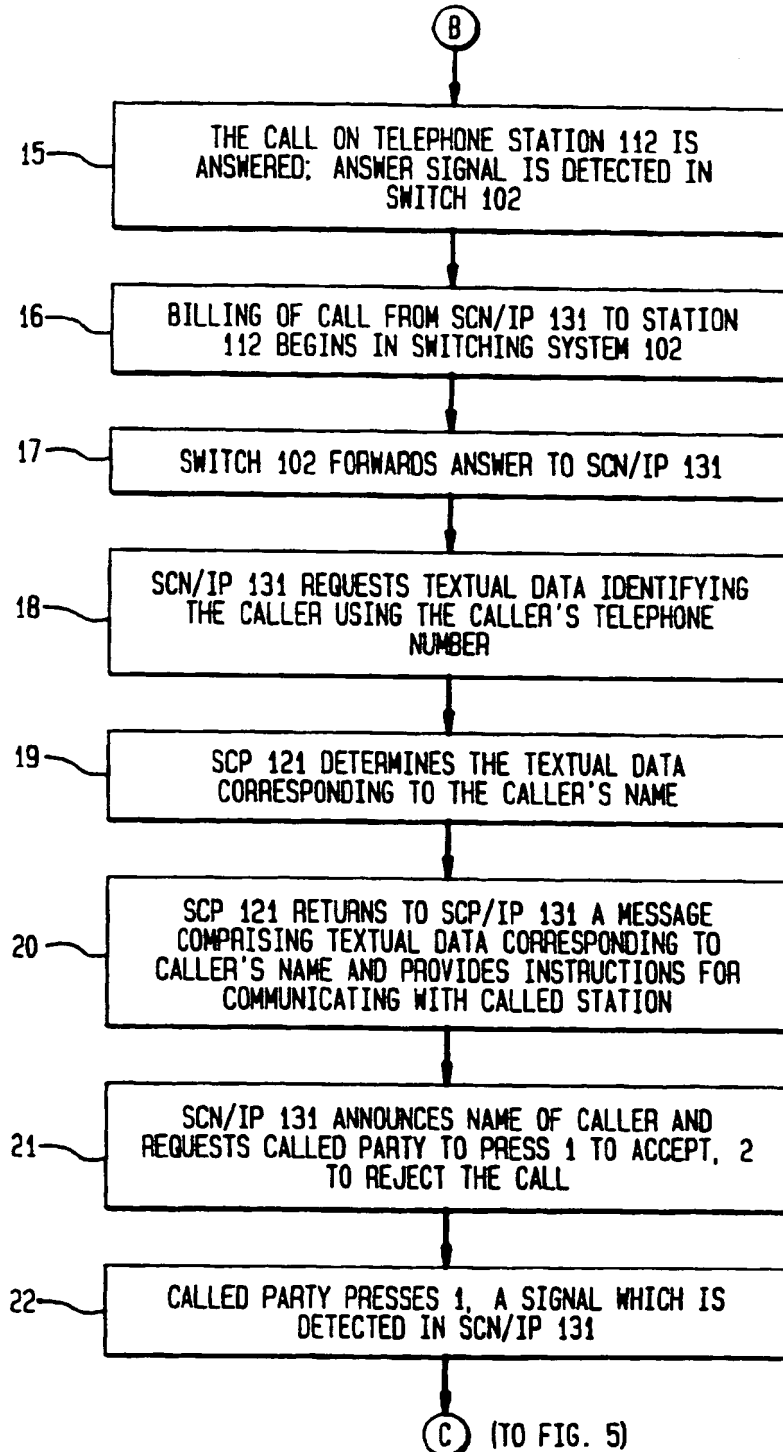 B
15
THE CALL ON TELEPHONE STATION 112 IS
ANSWERED; ANSWER SIGNAL IS DETECTED IN
SWITCH 102
16
BILLING OF CALL FROM SCN/IP 131 TO STATION
112 BEGINS IN SWITCHING SYSTEM 102
17
SWITCH 102 FORWARDS ANSWER TO SCN/IP 131
18
SCN/IP 131 REQUESTS TEXTUAL DATA IDENTIFYING
THE CALLER USING THE CALLER'S TELEPHONE
NUMBER
19
SCP 121 DETERMINES THE TEXTUAL DATA
CORRESPONDING TO THE CALLER'S NAME
20
SCP 121 RETURNS TO SCP/IP 131 A MESSAGE
COMPRISING TEXTUAL DATA CORRESPONDING TO
CALLER'S NAME AND PROVIDES INSTRUCTIONS FOR
COMMUNICATING WITH CALLED STATION
21
SCN/IP 131 ANNOUNCES NAME OF CALLER AND
REQUESTS CALLED PARTY TO PRESS 1 TO ACCEPT, 2
TO REJECT THE CALL
22
CALLED PARTY PRESSES 1, A SIGNAL WHICH IS
DETECTED IN SCN/IP 131
C (TO FIG. 5)